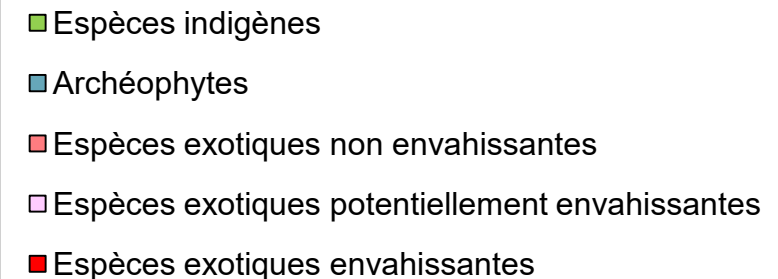 Espèces indigènes
Archéophytes
Espèces exotiques non envahissantes
Espèces exotiques potentiellement envahissantes
Espèces exotiques envahissantes